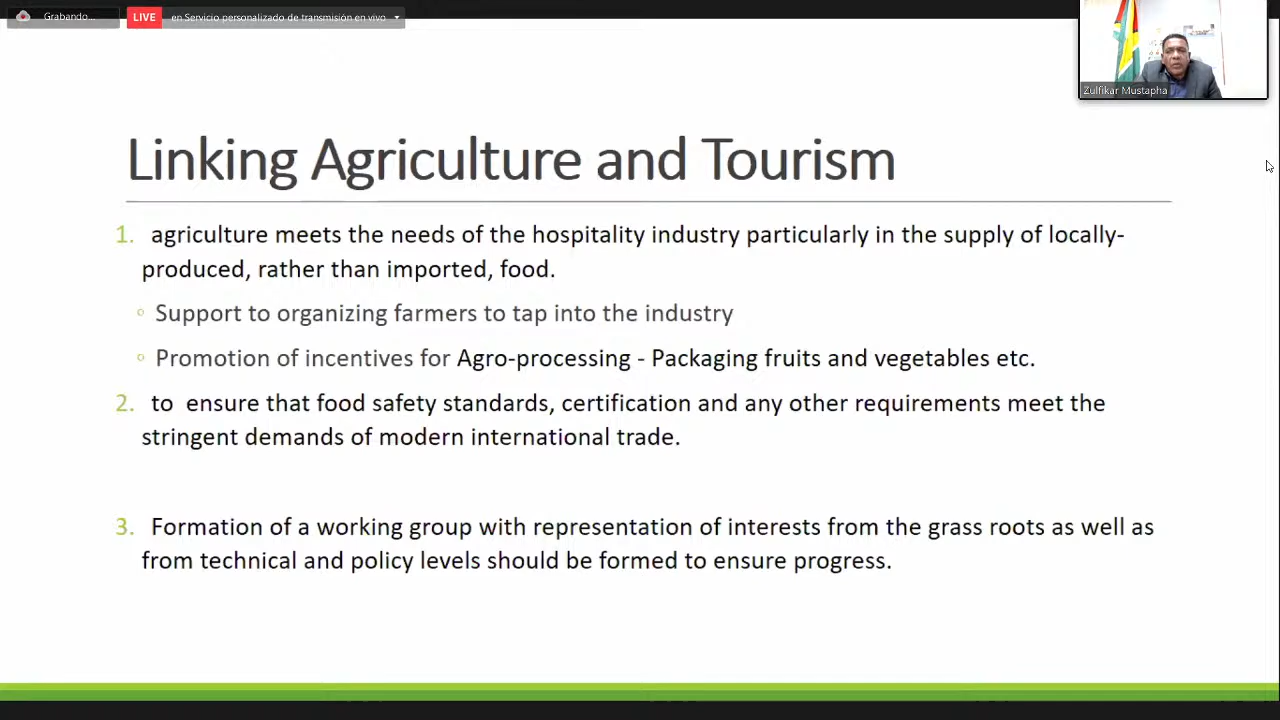 Grabando...
LIVE
en Servicio personalizado de transmisión en vivo
Zulfikar Mustapha
Linking Agriculture and Tourism
1. agriculture meets the needs of the hospitality industry particularly in the supply of locally-
produced, rather than imported, food.
◦ Support to organizing farmers to tap into the industry
◦ Promotion of incentives for Agro-processing - Packaging fruits and vegetables etc.
2. to ensure that food safety standards, certification and any other requirements meet the
stringent demands of modern international trade.
3. Formation of a working group with representation of interests from the grass roots as well as
from technical and policy levels should be formed to ensure progress.